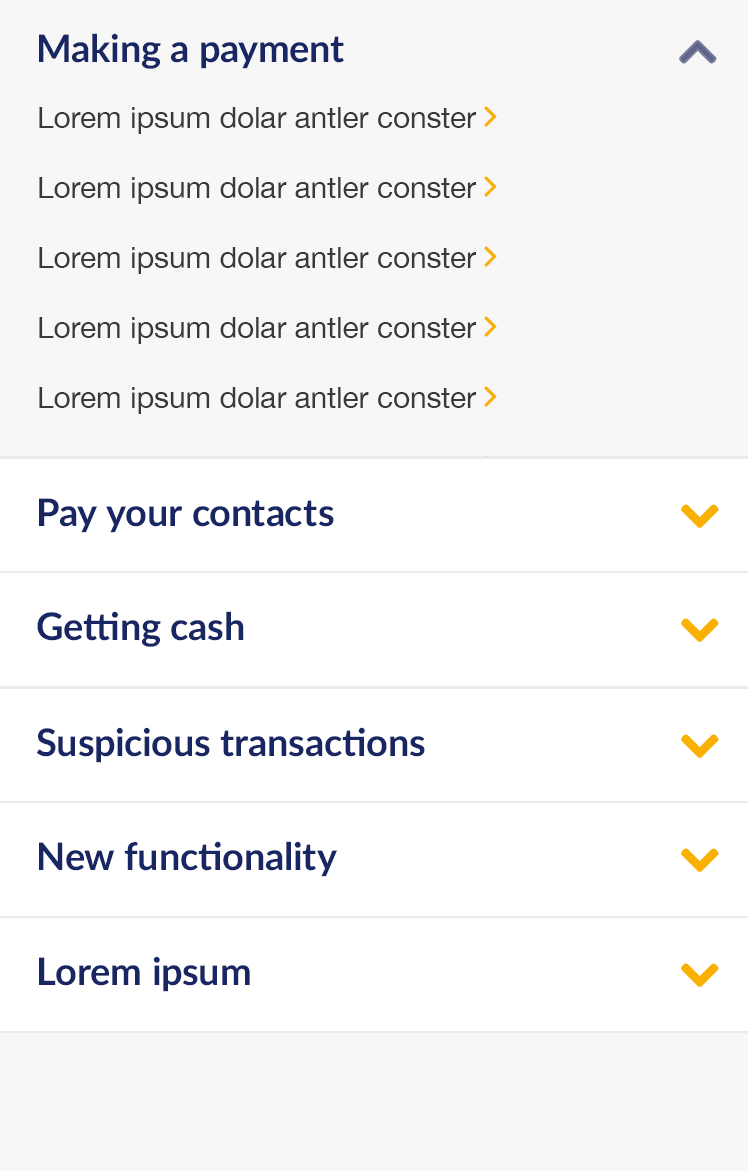 Making a payment
Lorem ipsum dolar antler conster
Lorem ipsum dolar antler conster
Lorem ipsum dolar antler conster
Lorem ipsum dolar antler conster
Lorem ipsum dolar antler conster
Pay your contacts
Getting cash
Suspicious transactions
New functionality
Lorem ipsum